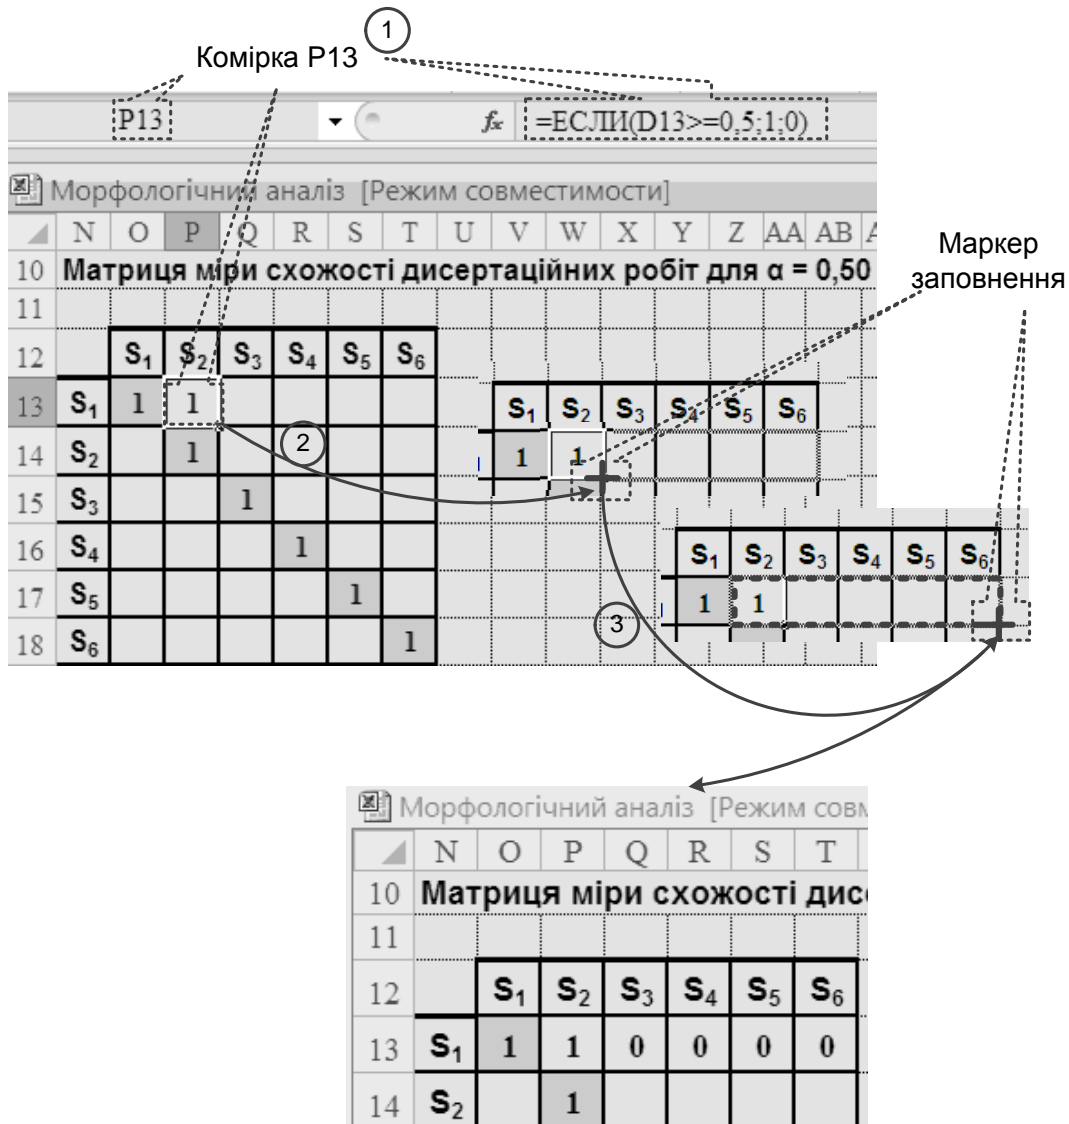 1
Комірка P13
P13 fx =ЕСЛИ(D13>=0,5;1;0)
Морфологічний аналіз [Режим совместимости]
N O P Q R S T U V W X Y Z AA AB
10 Матриця міри схожості дисертаційних робіт для α = 0,50
11
12 S1 S2 S3 S4 S5 S6
13 S1 1 1
14 S2 1
15 S3 1
16 S4 1
17 S5 1
18 S6 1
Маркер
заповнення
2
S1 S2 S3 S4 S5 S6
1 1
S1 S2 S3 S4 S5 S6
1 1
3
Морфологічний аналіз [Режим
N O P Q R S T
10 Матриця міри схожості
11
12 S1 S2 S3 S4 S5 S6
13 S1 1 1 0 0 0 0
14 S2 1